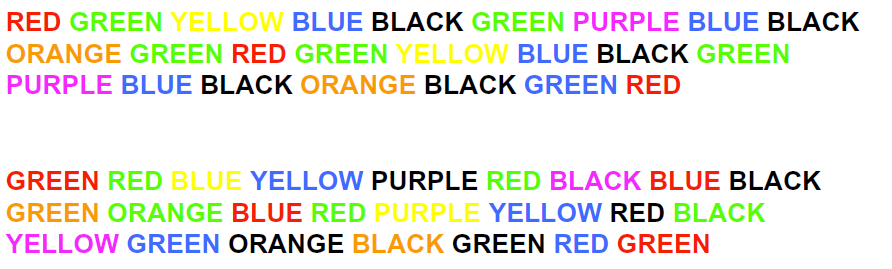 RED GREEN YELLOW BLUE BLACK GREEN PURPLE BLUE BLACK
ORANGE GREEN RED GREEN YELLOW BLUE BLACK GREEN
PURPLE BLUE BLACK ORANGE BLACK GREEN RED
GREEN RED BLUE YELLOW PURPLE RED BLACK BLUE BLACK
GREEN ORANGE BLUE RED PURPLE YELLOW RED BLACK
YELLOW GREEN ORANGE BLACK GREEN RED GREEN